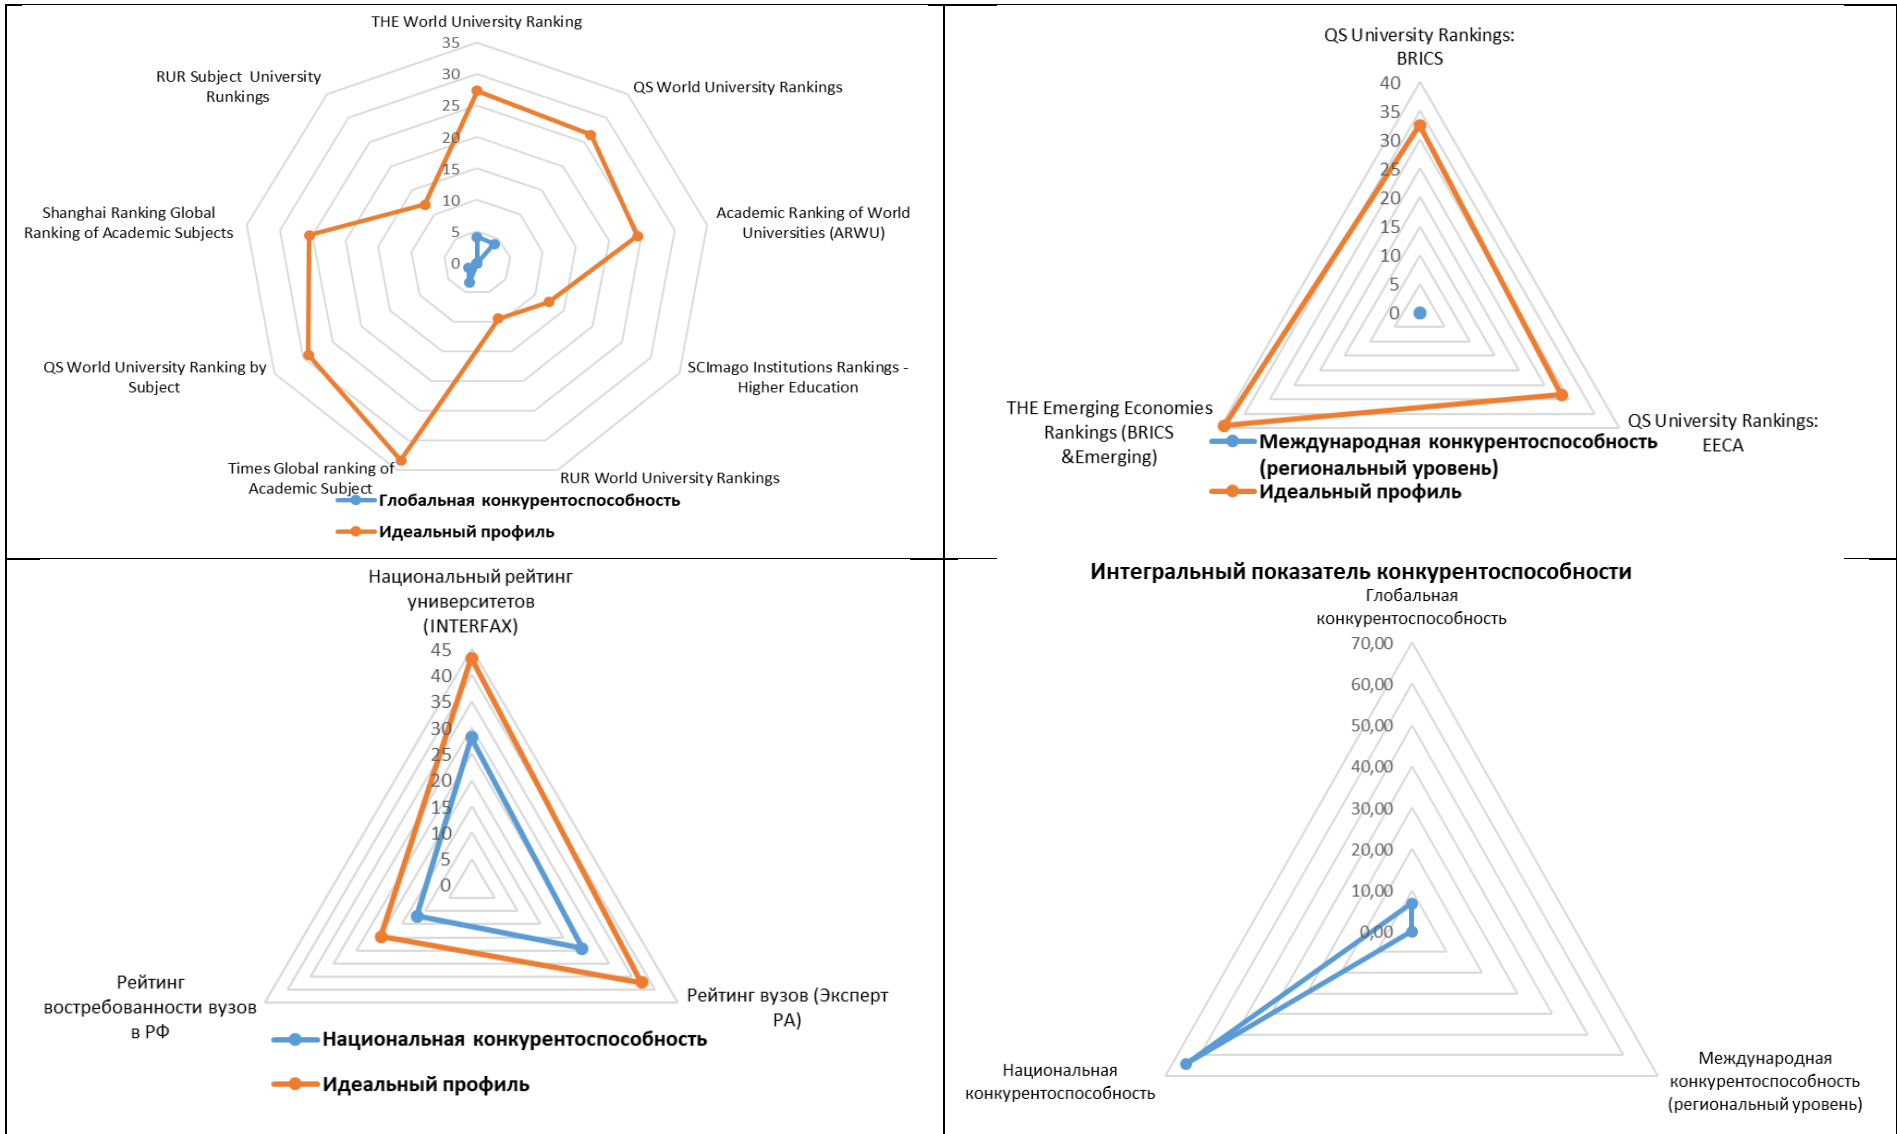 THE World University Ranking
35
30
25
20
15
10
5
0
QS World University Rankings
Academic Ranking of World
Universities (ARWU)
SCImago Institutions Rankings -
Higher Education
RUR World University Rankings
Times Global ranking of
Academic Subject
QS World University Ranking by
Subject
Shanghai Ranking Global
Ranking of Academic Subjects
RUR Subject University
Runkings
Глобальная конкурентоспособность
Идеальный профиль
QS University Rankings:
BRICS
40
35
30
25
20
15
10
5
0
QS University Rankings:
EECA
THE Emerging Economies
Rankings (BRICS
&Emerging)
Международная конкурентоспособность
(региональный уровень)
Идеальный профиль
Национальный рейтинг
университетов
(INTERFAX)
45
40
35
30
25
20
15
10
5
0
Рейтинг вузов (Эксперт
РА)
Рейтинг
востребованности вузов
в РФ
Национальная конкурентоспособность
Идеальный профиль
Интегральный показатель конкурентоспособности
Глобальная
конкурентоспособность
70,00
60,00
50,00
40,00
30,00
20,00
10,00
0,00
Международная
конкурентоспособность
(региональный уровень)
Национальная
конкурентоспособность